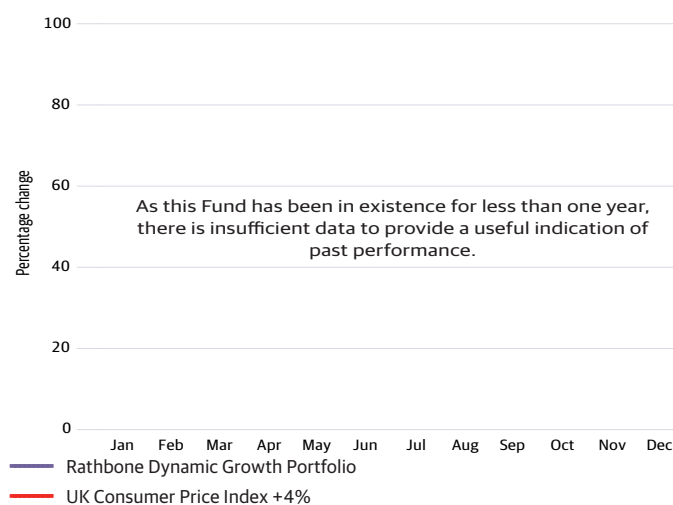 100
80
60
40
20
0
Percentage change
As this Fund has been in existence for less than one year,
there is insufficient data to provide a useful indication of
past performance.
Jan Feb Mar Apr May Jun Jul Aug Sep Oct Nov Dec
Rathbone Dynamic Growth Portfolio
UK Consumer Price Index +4%